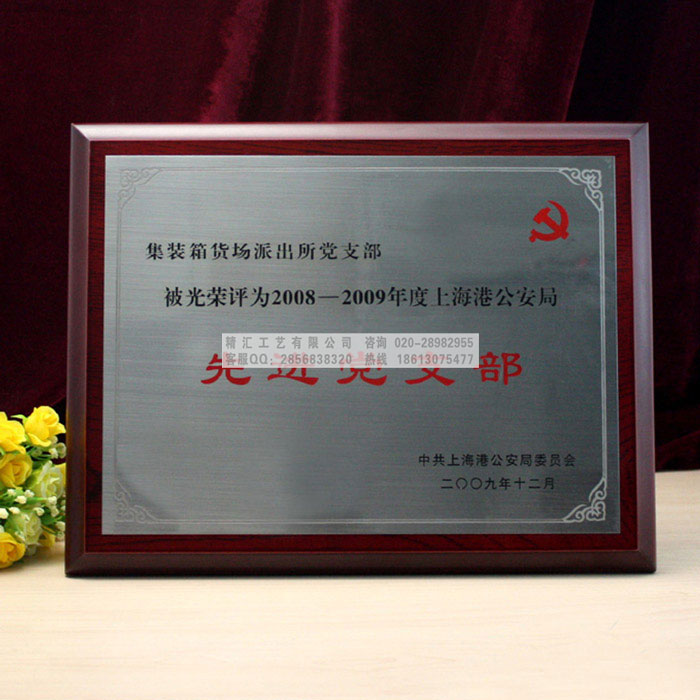 集装箱货场派出所党支部
被光荣评为2008—2009年度上海港公安局
精汇工艺有限公司 咨询 020-28982955
客服QQ：2856838320 热线 18613075477
先进党支部
中共上海港公安局委员会
二〇〇九年十二月